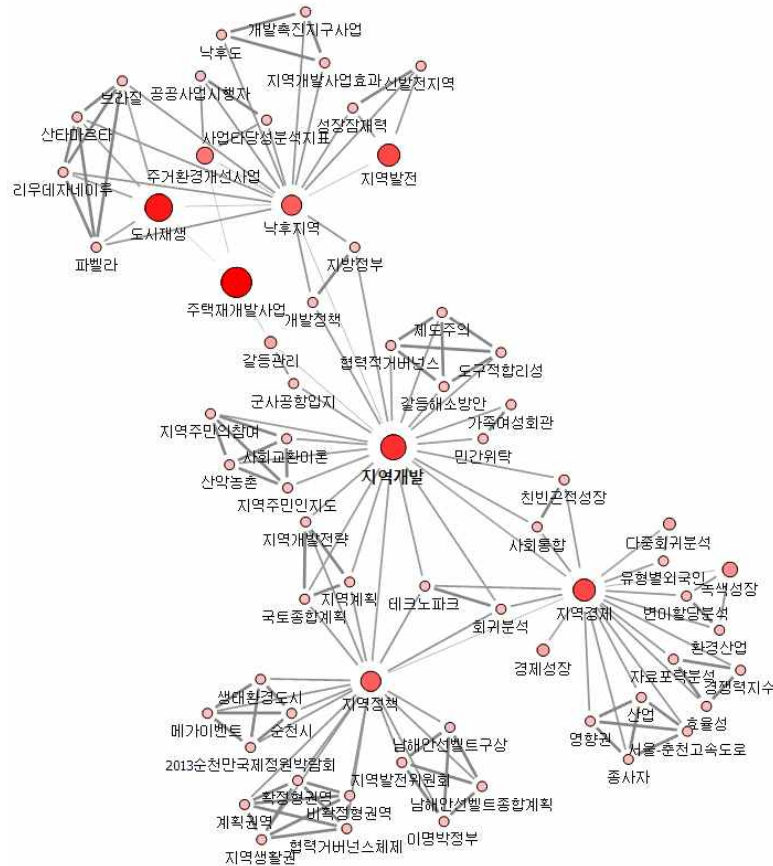 개발촉진지구사업
낙후도
지역개발사업효과
신발전지역
브라질
공공사업시행자
성장잠재력
산타마르타
사업타당성분석지표
리우데자네이루
주거환경개선사업
지역발전
도시재생
낙후지역
파벨라
지방정부
주택재개발사업
개발정책
제도주의
갈등관리
협력적거버넌스
도구적합리성
군사공항입지
갈등해소방안
지역주민의참여
가족여성회관
사회교환이론
민간위탁
산악농촌
지역개발
지역주민인지도
친빈곤적성장
지역개발전략
사회통합
다중회귀분석
유형별외국인
녹색성장
지역계획
테크노파크
지역경제
국토종합계획
회귀분석
변이할당분석
환경산업
경제성장
자료포락분석
경쟁력지수
생태환경도시
지역정책
산업
메가이벤트
순천시
영향권
효율성
남해안선벨트구상
서울-춘천고속도로
2013순천만국제정원박람회
종사자
지역발전위원회
확정형권역
비확정형권역
남해안선벨트종합계획
계획권역
이명박정부
지역생활권
협력거버넌스체제